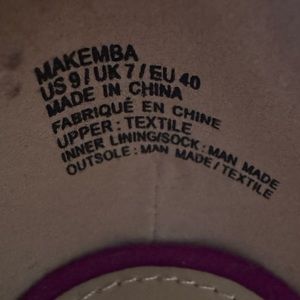 MAKEMBA
US 9 / UK 7 / EU 40
MADE IN CHINA
FABRIQUÉ EN CHINE
UPPER : TEXTILE
INNER LINING/SOCK : MAN MADE
OUTSOLE : MAN MADE/TEXTILE